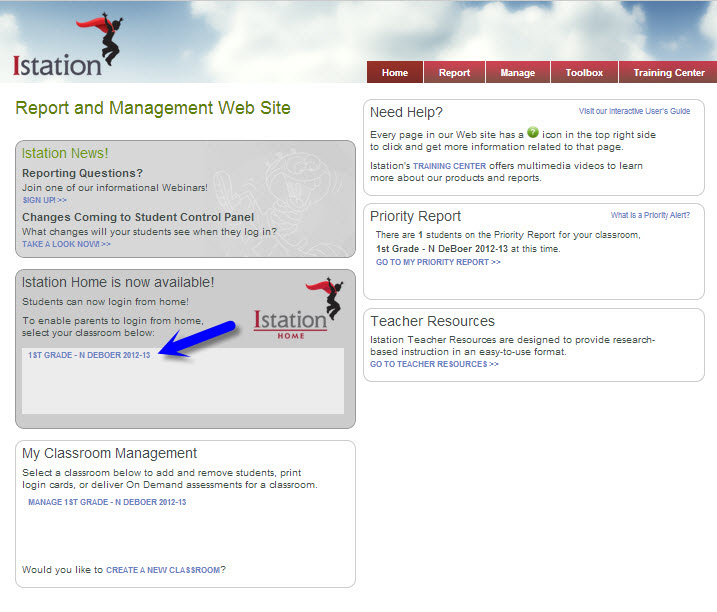 Istation
Home
Report
Manage
Toolbox
Training Center
Report and Management Web Site
Istation News!
Reporting Questions?
Join one of our informational Webinars!
SIGN UP! >>
Changes Coming to Student Control Panel
What changes will your students see when they log in?
TAKE A LOOK NOW! >>
Istation Home is now available!
Students can now login from home!
To enable parents to login from home,
select your classroom below:
Istation
HOME
1ST GRADE - N DEBOER 2012-13
My Classroom Management
Select a classroom below to add and remove students, print
login cards, or deliver On Demand assessments for a classroom.
MANAGE 1ST GRADE - N DEBOER 2012-13
Would you like to CREATE A NEW CLASSROOM?
Need Help?
Visit our Interactive User's Guide
Every page in our Web site has a ? icon in the top right side
to click and get more information related to that page.
Istation's TRAINING CENTER offers multimedia videos to learn
more about our products and reports.
Priority Report
What is a Priority Alert?
There are 1 students on the Priority Report for your classroom,
1st Grade - N DeBoer 2012-13 at this time.
GO TO MY PRIORITY REPORT >>
Teacher Resources
Istation Teacher Resources are designed to provide research-
based instruction in an easy-to-use format.
GO TO TEACHER RESOURCES >>